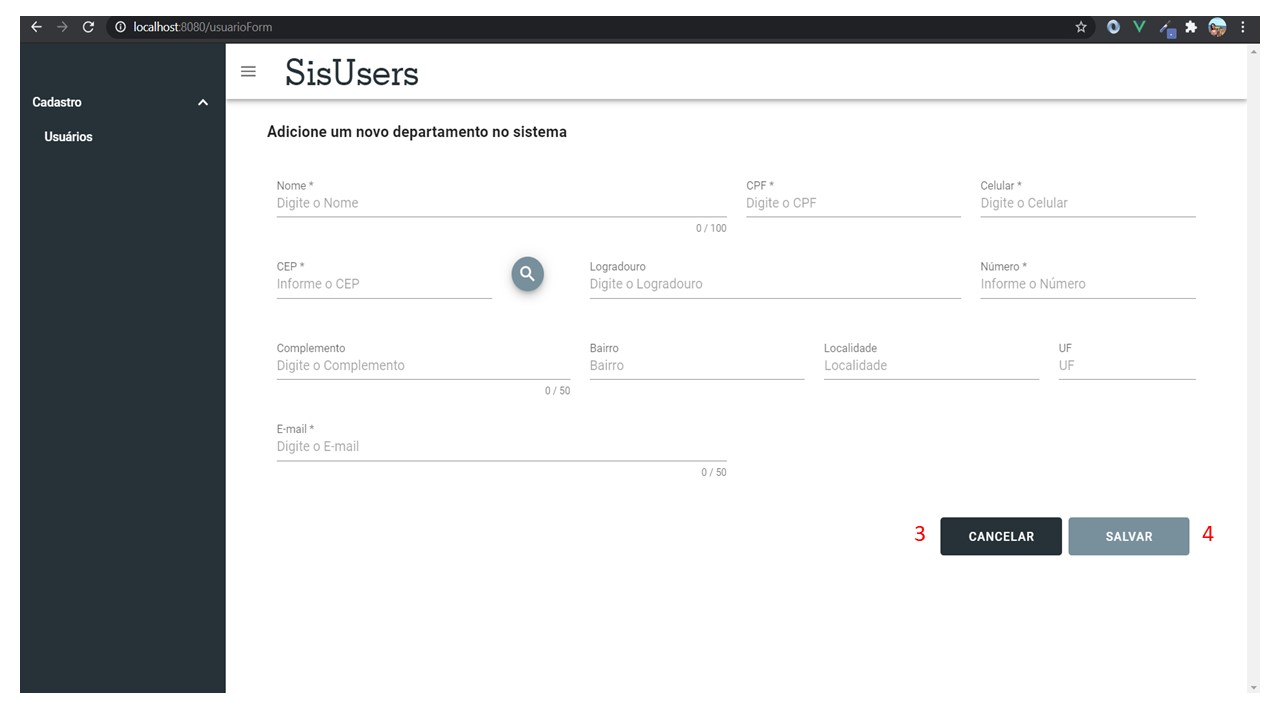 localhost:8080/usuarioForm
SisUsers
Cadastro
Usuários
Adicione um novo departamento no sistema
Nome * CPF * Celular *
Digite o Nome Digite o CPF Digite o Celular
0 / 100
CEP * Logradouro Número *
Informe o CEP Digite o Logradouro Informe o Número
Complemento Bairro Localidade UF
Digite o Complemento Bairro Localidade UF
0 / 50
E-mail *
Digite o E-mail
0 / 50
3 CANCELAR SALVAR 4